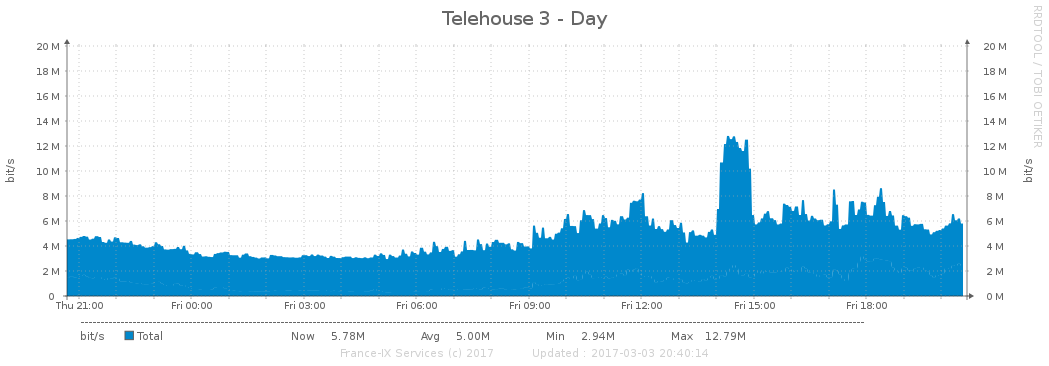 Telehouse 3 - Day
RRDTOOL / TOBI OETIKER
20 M 20 M
18 M 18 M
16 M 16 M
14 M 14 M
12 M 12 M
10 M 10 M
8 M 8 M
6 M 6 M
4 M 4 M
2 M 2 M
0 0 M
bit/s bit/s
Thu 21:00 Fri 00:00 Fri 03:00 Fri 06:00 Fri 09:00 Fri 12:00 Fri 15:00 Fri 18:00
bit/s Total Now 5.78M Avg 5.00M Min 2.94M Max 12.79M
France-IX Services (c) 2017 Updated : 2017-03-03 20:40:14